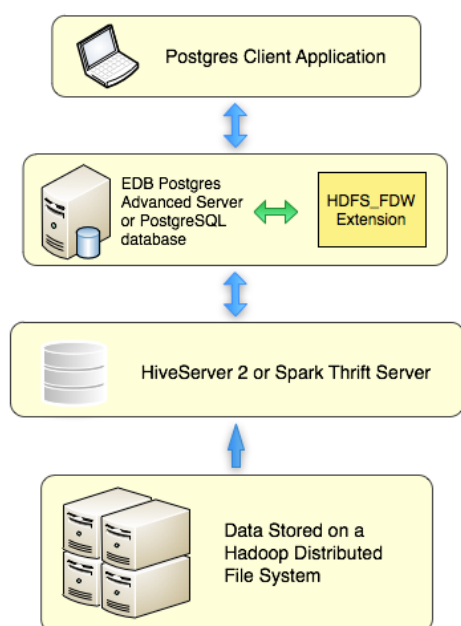 Postgres Client Application
EDB Postgres
Advanced Server
or PostgreSQL
database
HDFS_FDW
Extension
HiveServer 2 or Spark Thrift Server
Data Stored on a
Hadoop Distributed
File System